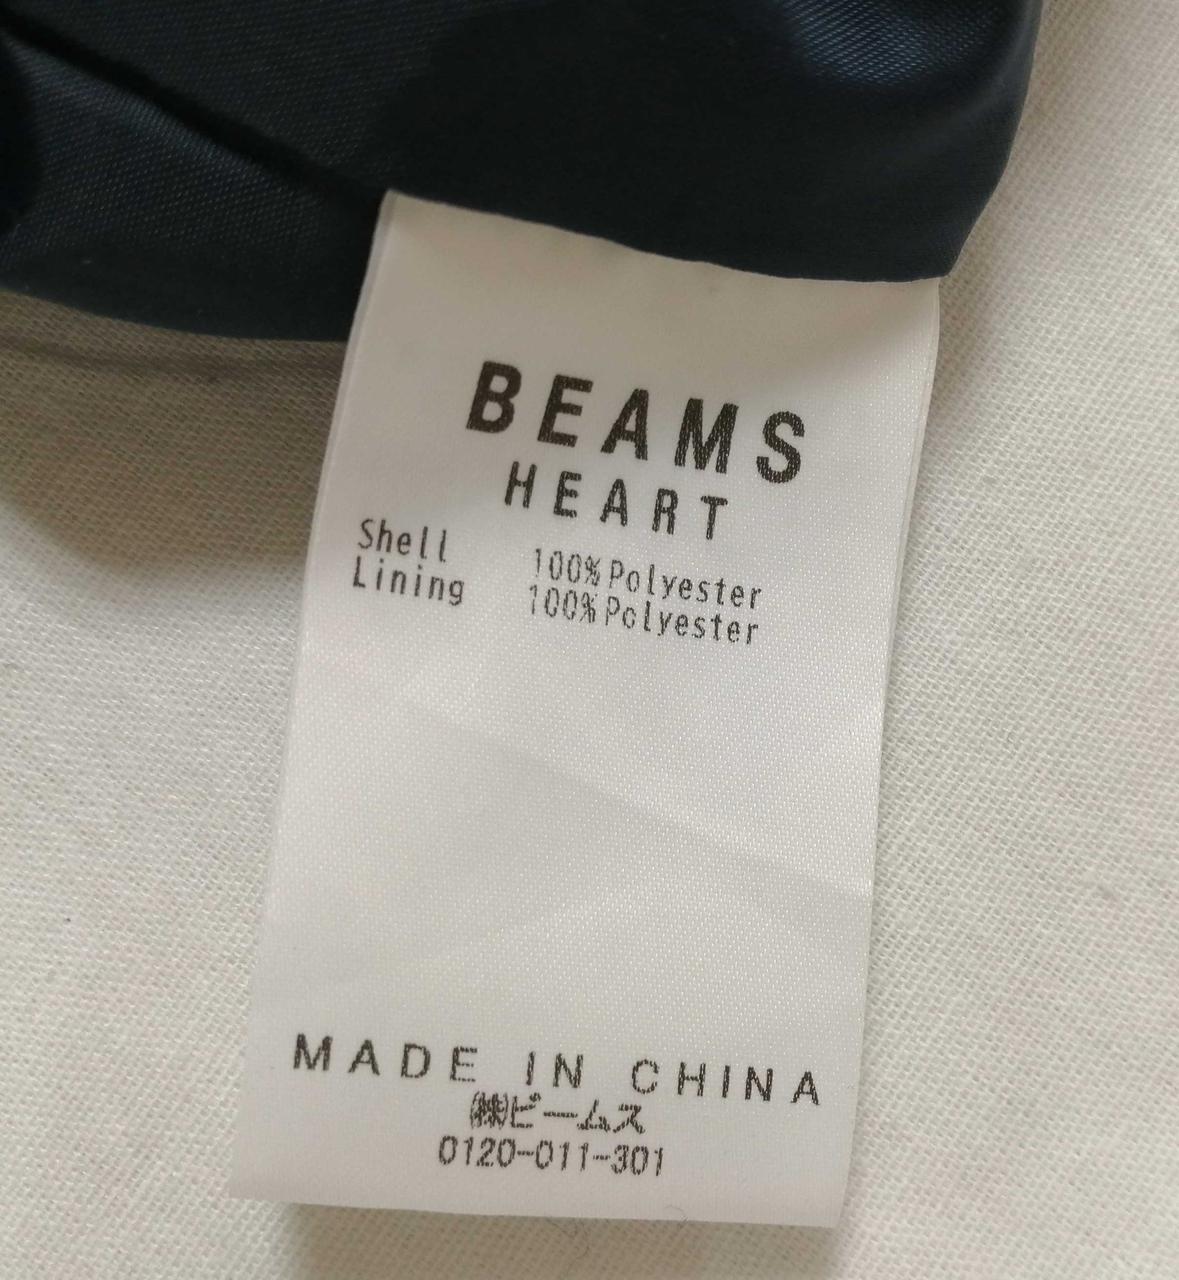 BEAMS
HEART
Shell 100%Polyester
Lining 100%Polyester
MADE IN CHINA
㈱ビームス
0120-011-301